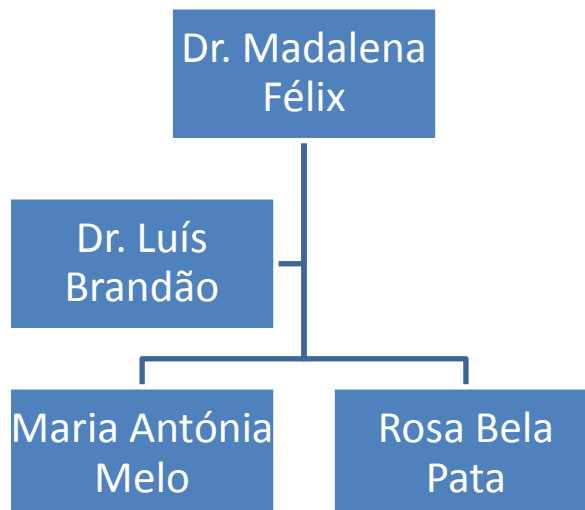 Dr. Madalena
Félix
Dr. Luís
Brandão
Maria Antónia
Melo
Rosa Bela
Pata